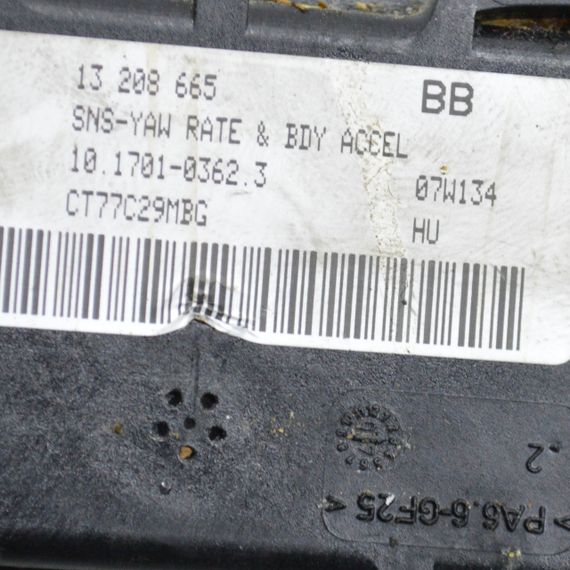 13 208 665 BB
SNS-YAW RATE & BDY ACCEL
10.1701-0362.3 07W134
CT77C29MBG HU
.2
>PA6.6-GF25<